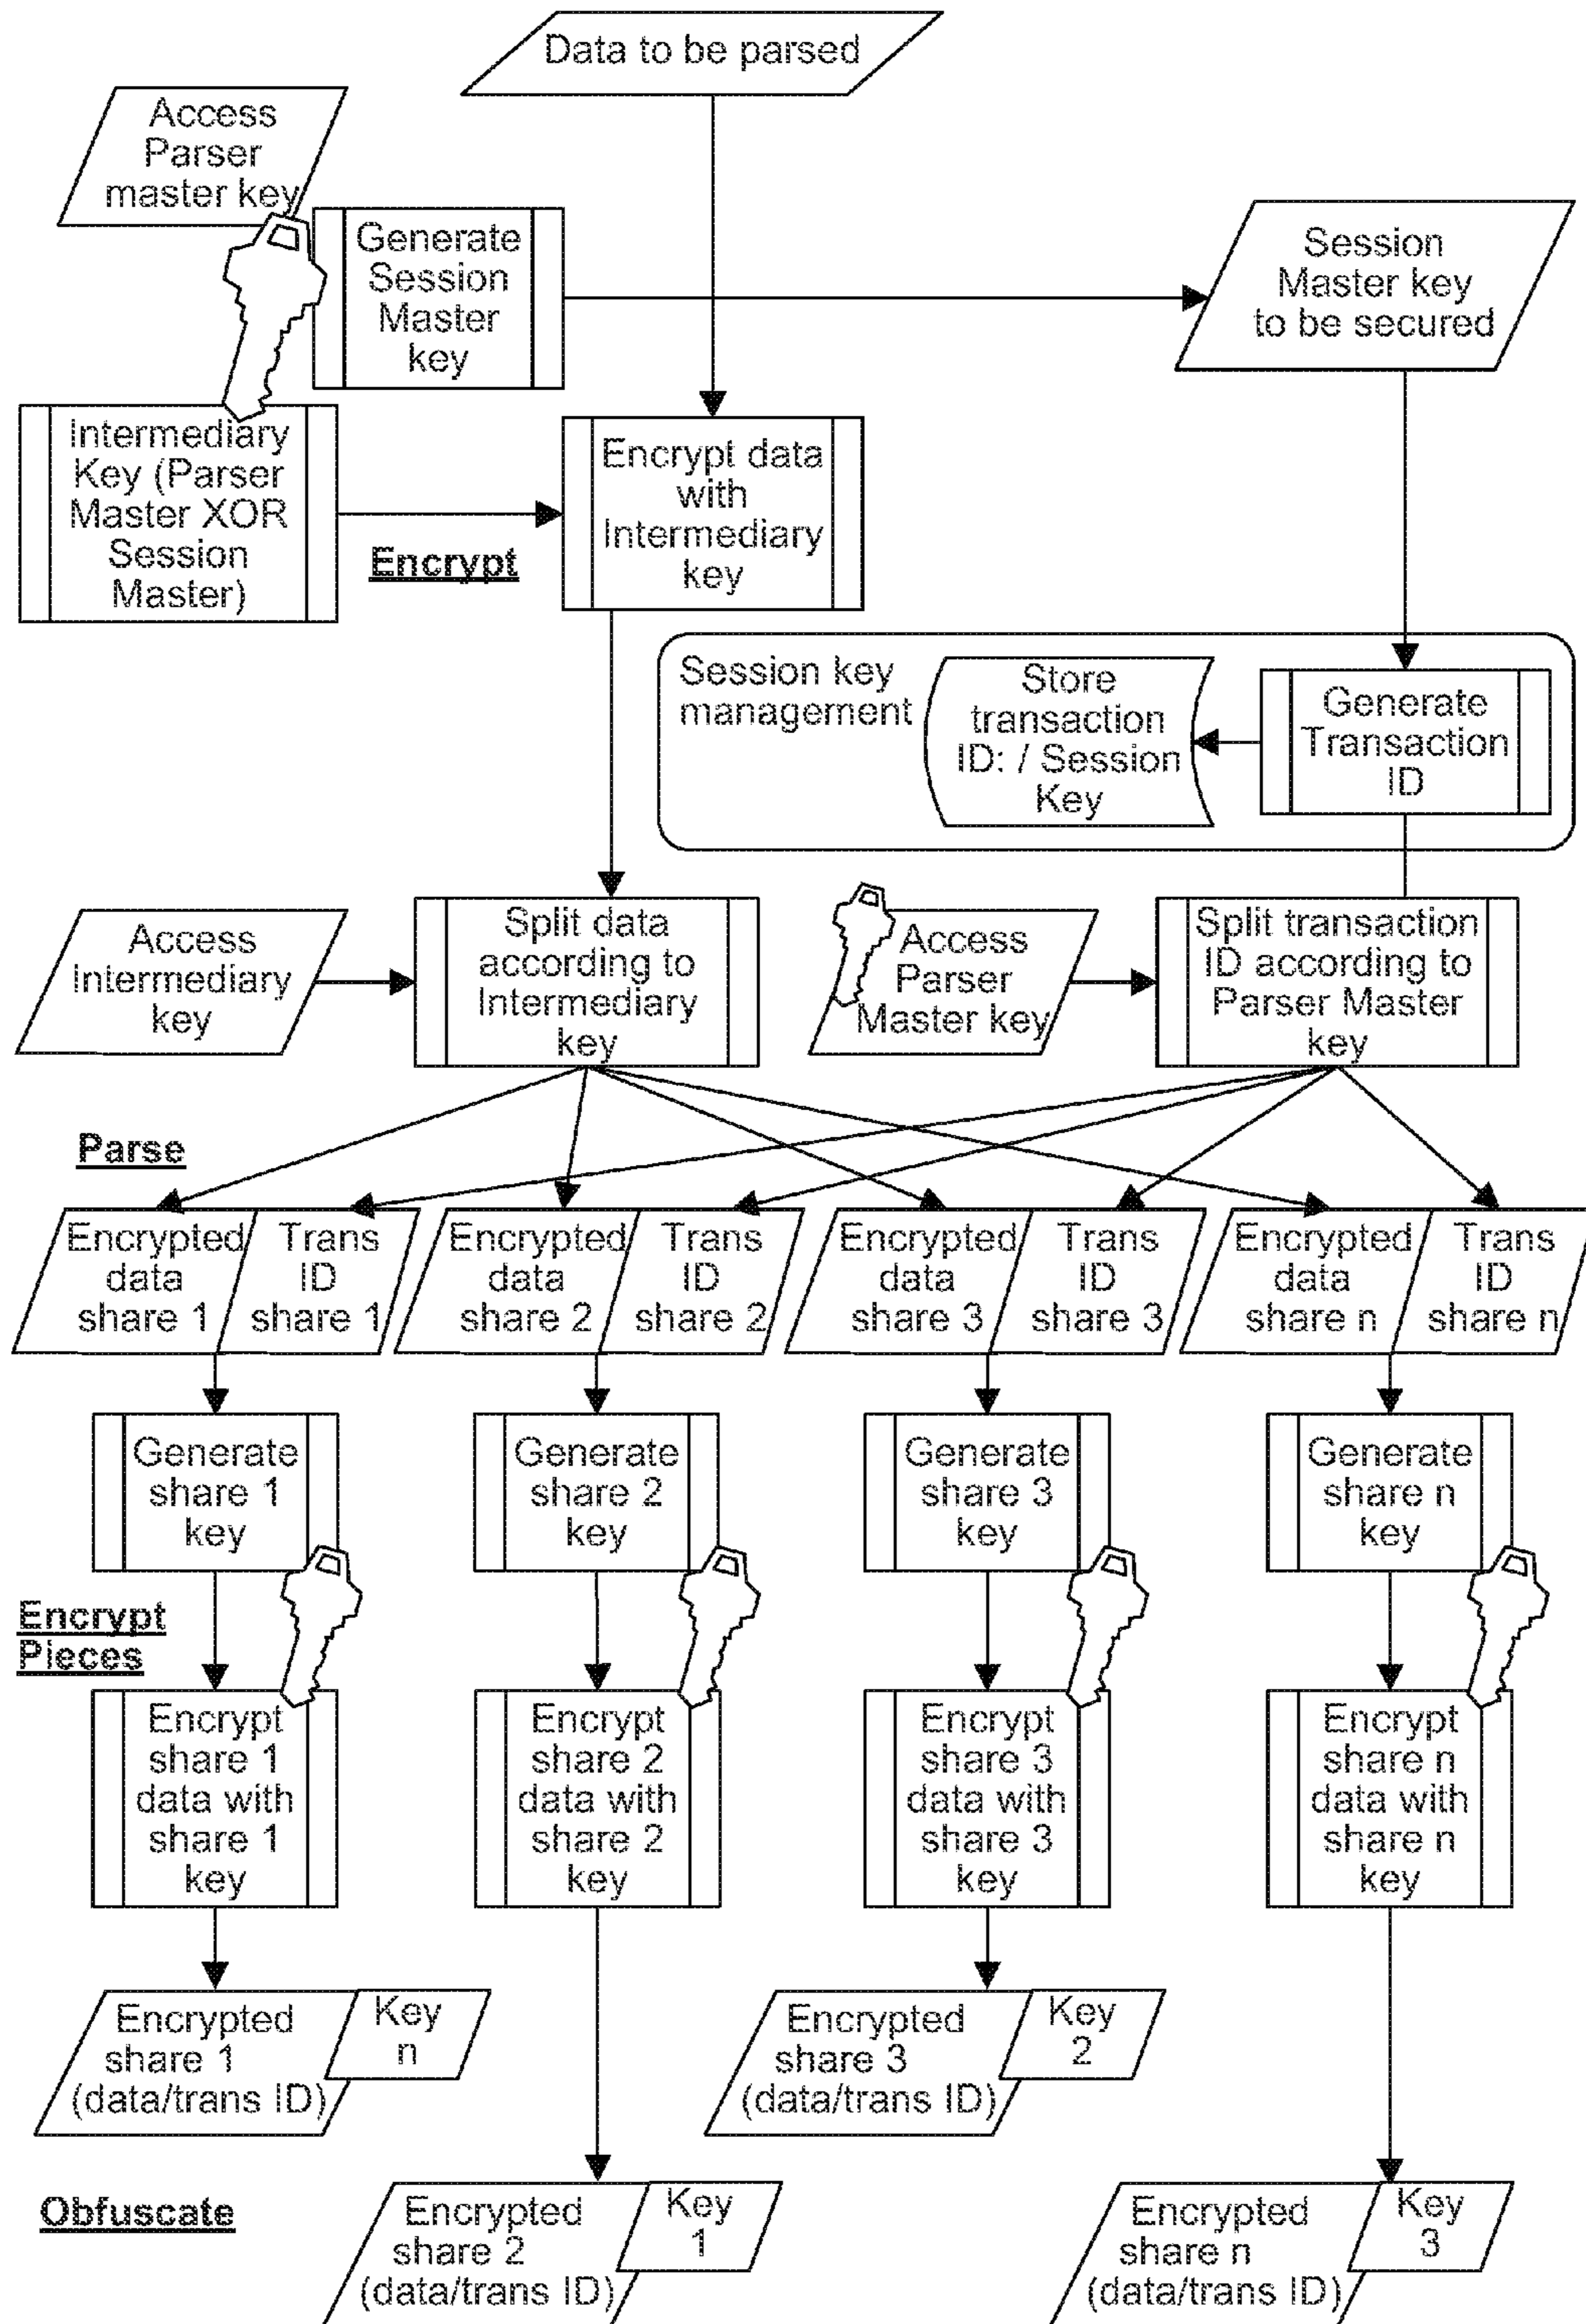 Data to be parsed
Access
Parser
master key
Generate
Session
Master
key
Session
Master key
to be secured
Intermediary
Key (Parser
Master XOR
Session
Master)
Encrypt
Encrypt data
with
Intermediary
key
Session key
management
Store
transaction
ID: / Session
Key
Generate
Transaction
ID
Access
Intermediary
key
Split data
according to
Intermediary
key
Access
Parser
Master key
Split transaction
ID according to
Parser Master
key
Parse
Encrypted
data
share 1
Trans
ID
share 1
Encrypted
data
share 2
Trans
ID
share 2
Encrypted
data
share 3
Trans
ID
share 3
Encrypted
data
share n
Trans
ID
share n
Generate
share 1
key
Generate
share 2
key
Generate
share 3
key
Generate
share n
key
Encrypt
Pieces
Encrypt
share 1
data with
share 1
key
Encrypt
share 2
data with
share 2
key
Encrypt
share 3
data with
share 3
key
Encrypt
share n
data with
share n
key
Encrypted
share 1
(data/trans ID)
Key
n
Encrypted
share 3
(data/trans ID)
Key
2
Obfuscate
Encrypted
share 2
(data/trans ID)
Key
1
Encrypted
share n
(data/trans ID)
Key
3